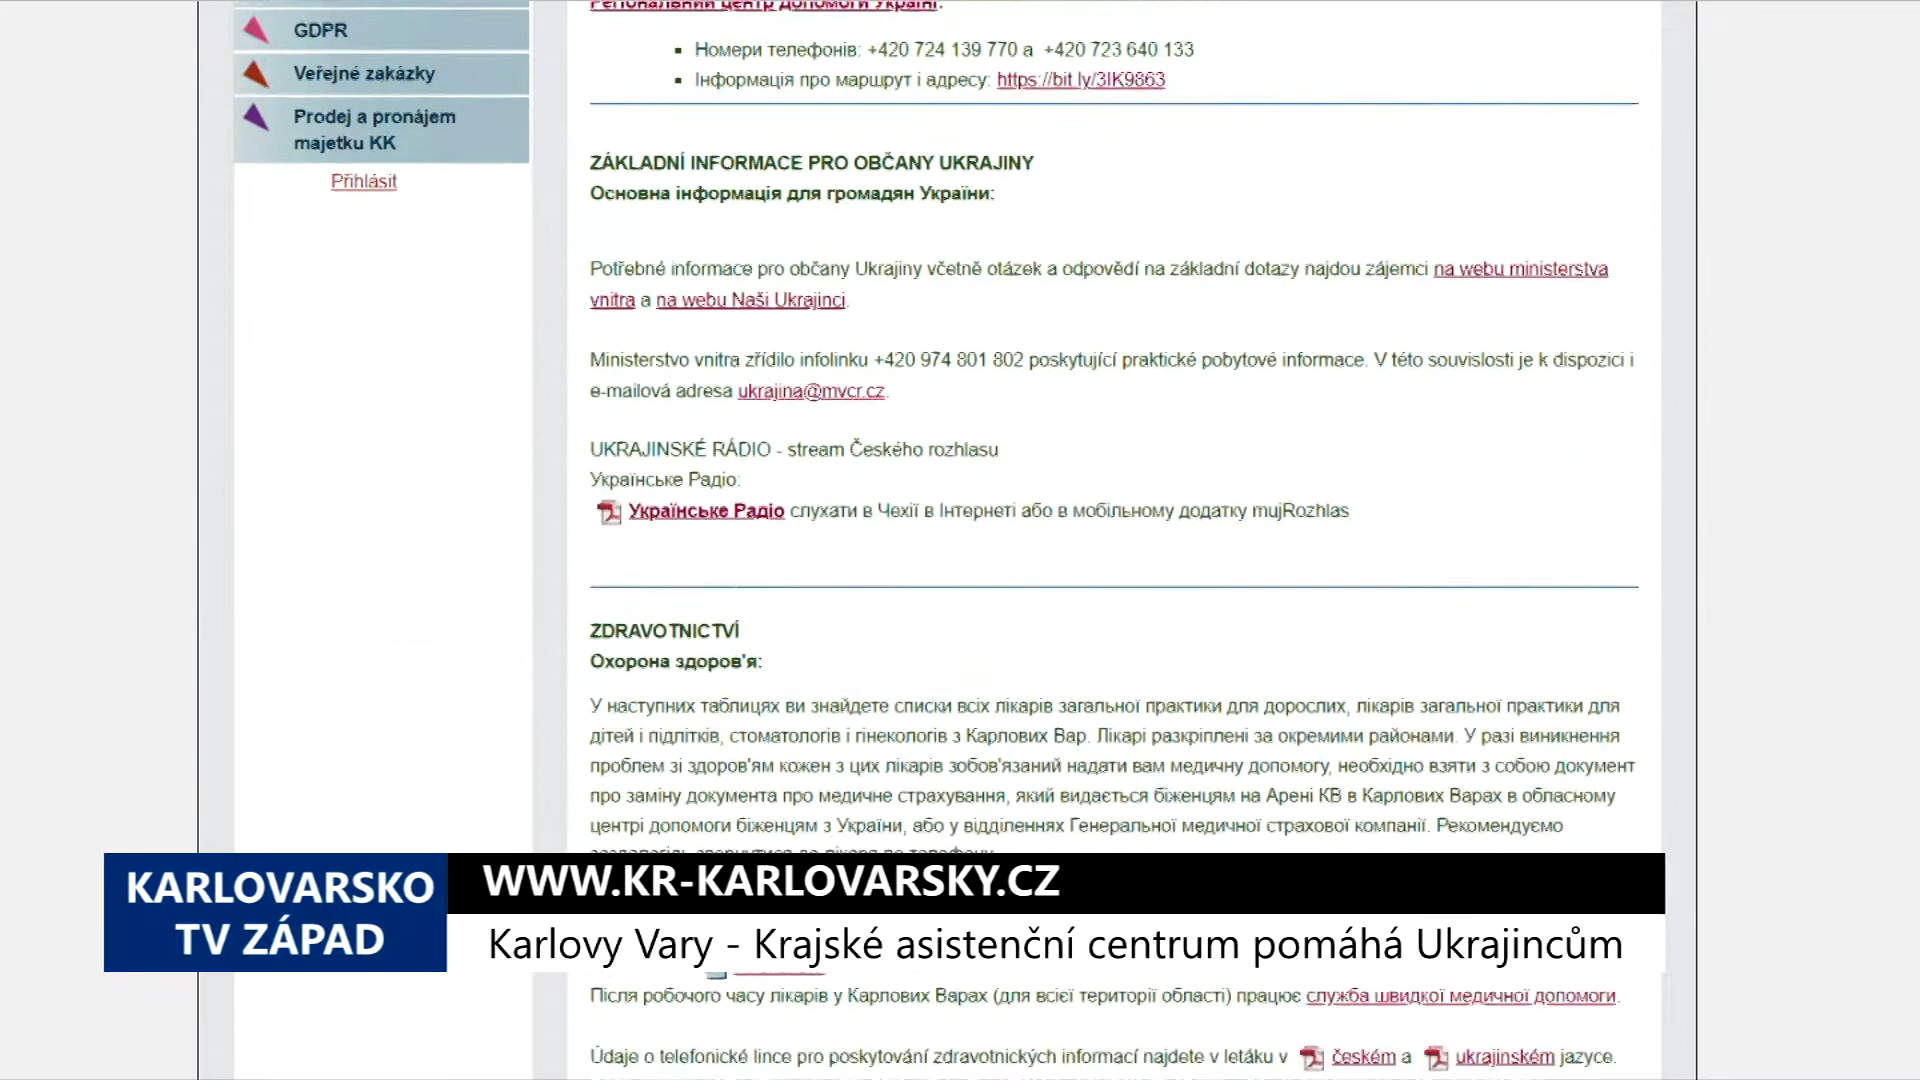 GDPR
Veřejné zakázky
Prodej a pronájem
majetku KK
Přihlásit
Регіональний центр допомоги Україні:
Номери телефонів: +420 724 139 770 a +420 723 640 133
Інформація про маршрут і адресу: https://bit.ly/3IK9863
ZÁKLADNÍ INFORMACE PRO OBČANY UKRAJINY
Основна інформація для громадян України:
Potřebné informace pro občany Ukrajiny včetně otázek a odpovědí na základní dotazy najdou zájemci na webu ministerstva
vnitra a na webu Naši Ukrajinci.
Ministerstvo vnitra zřídilo infolinku +420 974 801 802 poskytující praktické pobytové informace. V této souvislosti je k dispozici i
e-mailová adresa ukrajina@mvcr.cz.
UKRAJINSKÉ RÁDIO - stream Českého rozhlasu
Українське Радіо:
Українське Радіо слухати в Чехії в Інтернеті або в мобільному додатку mujRozhlas
ZDRAVOTNICTVÍ
Охорона здоров'я:
У наступних таблицях ви знайдете списки всіх лікарів загальної практики для дорослих, лікарів загальної практики для
дітей і підлітків, стоматологів і гінекологів з Карлових Вар. Лікарі разкріплені за окремими районами. У разі виникнення
проблем зі здоров'ям кожен з цих лікарів зобов'язаний надати вам медичну допомогу, необхідно взяти з собою документ
про заміну документа про медичне страхування, який видається біженцям на Арені КВ в Карлових Варах в обласному
центрі допомоги біженцям з України, або у відділеннях Генеральної медичної страхової компанії. Рекомендуємо
KARLOVARSKO
TV ZÁPAD
WWW.KR-KARLOVARSKY.CZ
Karlovy Vary - Krajské asistenční centrum pomáhá Ukrajincům
Після робочого часу лікарів у Карлових Варах (для всієї території області) працює служба швидкої медичної допомоги.
Údaje o telefonické lince pro poskytování zdravotnických informací najdete v letáku v českém a ukrajinském jazyce.